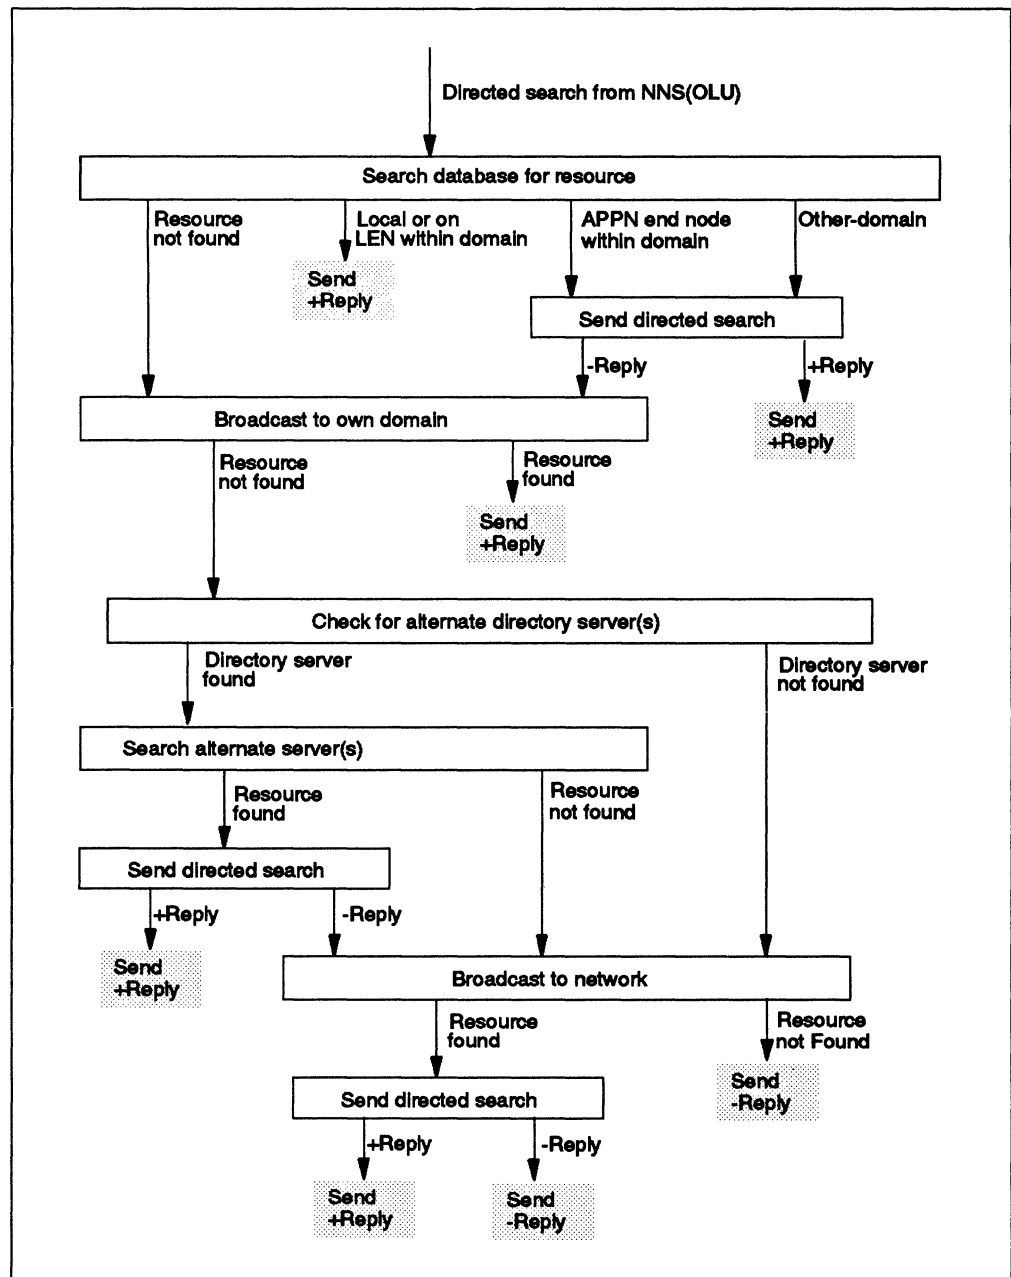 Directed search from NNS(OLU)
Search database for resource
Resource
not found
Local or on
LEN within domain
APPN end node
within domain
Other-domain
Send
+Reply
Send directed search
-Reply
+Reply
Broadcast to own domain
Send
+Reply
Resource
not found
Resource
found
Send
+Reply
Check for alternate directory server(s)
Directory server
found
Directory server
not found
Search alternate server(s)
Resource
found
Resource
not found
Send directed search
+Reply
-Reply
Send
+Reply
Broadcast to network
Resource
found
Resource
not Found
Send
-Reply
Send directed search
+Reply
-Reply
Send
+Reply
Send
-Reply